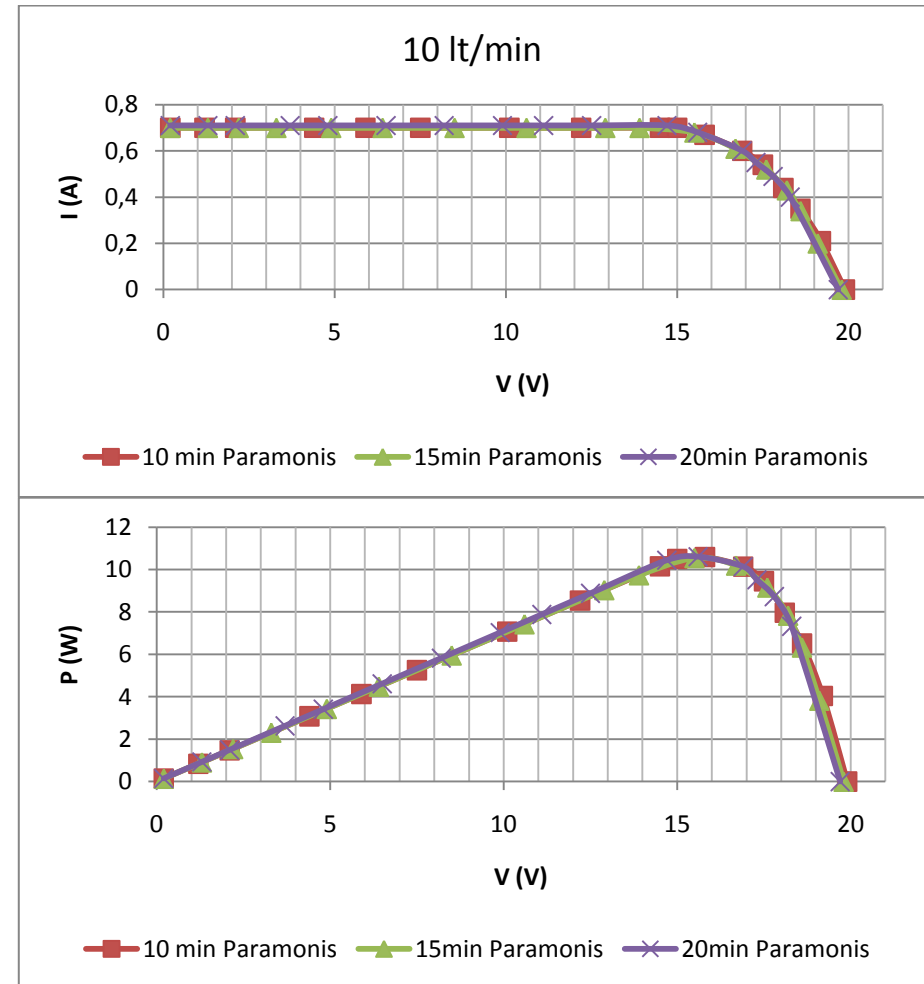 10 lt/min
0,8
0,6
0,4
0,2
0
I (A)
0 5 10 15 20
V (V)
10 min Paramonis 15min Paramonis 20min Paramonis
12
10
8
6
4
2
0
P (W)
0 5 10 15 20
V (V)
10 min Paramonis 15min Paramonis 20min Paramonis